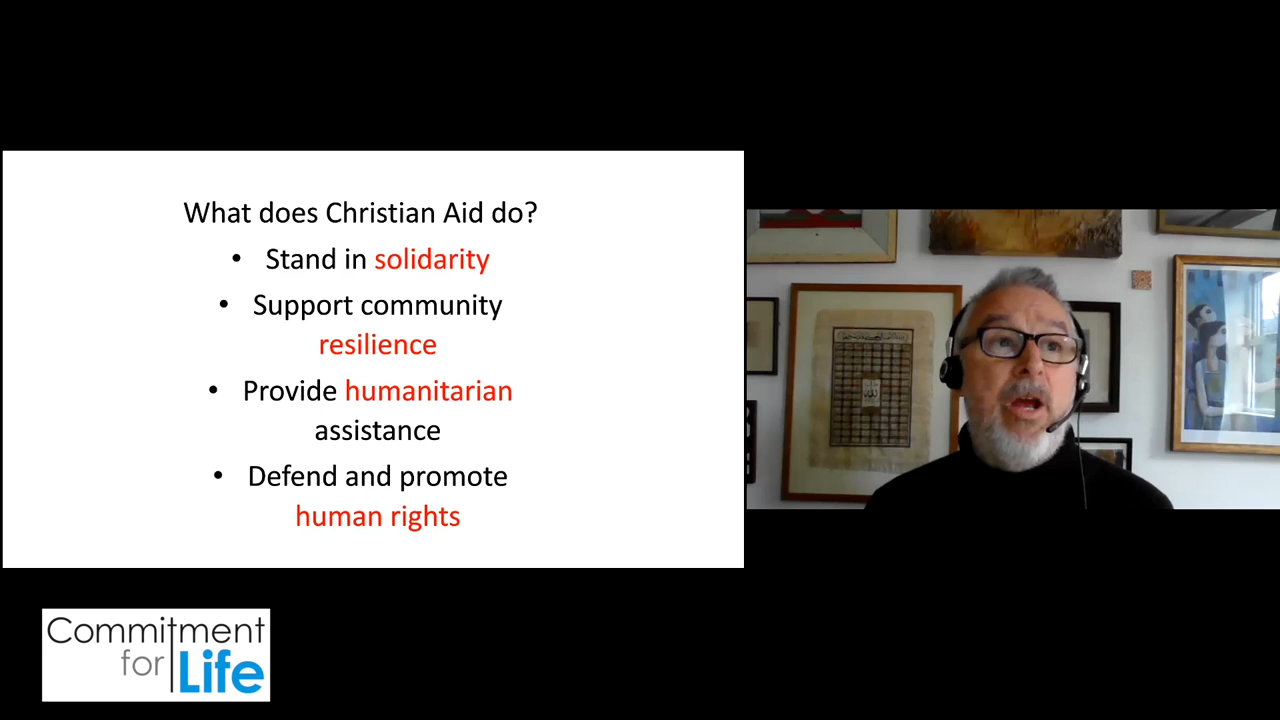 What does Christian Aid do?
• Stand in solidarity
• Support community
resilience
• Provide humanitarian
assistance
• Defend and promote
human rights
Commitment
for Life